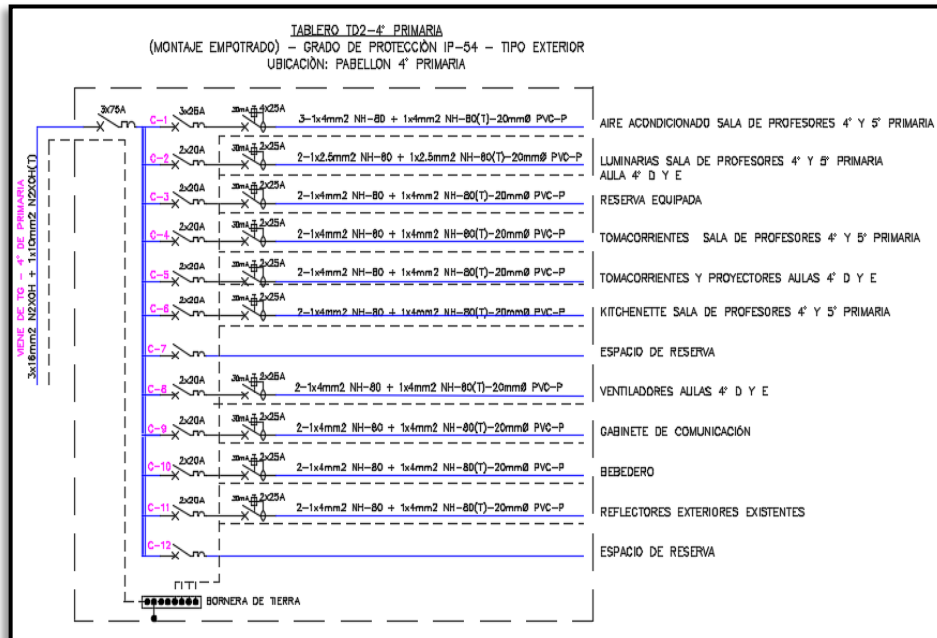 TABLERO TD2-4° PRIMARIA
(MONTAJE EMPOTRADO) - GRADO DE PROTECCIÓN IP-54 - TIPO EXTERIOR
UBICACIÓN: PABELLON 4° PRIMARIA
VIENE DE TG - 4° DE PRIMARIA
3x16mm2 N2XOH + 1x10mm2 N2XOH(T)
3x75A
C-1 3x25A 30mA 4x25A 3-1x4mm2 NH-80 + 1x4mm2 NH-80(T)-20mmØ PVC-P AIRE ACONDICIONADO SALA DE PROFESORES 4° Y 5° PRIMARIA
C-2 2x20A 30mA 2x25A 2-1x2.5mm2 NH-80 + 1x2.5mm2 NH-80(T)-20mmØ PVC-P LUMINARIAS SALA DE PROFESORES 4° Y 5° PRIMARIA
AULA 4° D Y E
C-3 2x20A 30mA 2x25A 2-1x4mm2 NH-80 + 1x4mm2 NH-80(T)-20mmØ PVC-P RESERVA EQUIPADA
C-4 2x20A 30mA 2x25A 2-1x4mm2 NH-80 + 1x4mm2 NH-80(T)-20mmØ PVC-P TOMACORRIENTES SALA DE PROFESORES 4° Y 5° PRIMARIA
C-5 2x20A 30mA 2x25A 2-1x4mm2 NH-80 + 1x4mm2 NH-80(T)-20mmØ PVC-P TOMACORRIENTES Y PROYECTORES AULAS 4° D Y E
C-6 2x20A 30mA 2x25A 2-1x4mm2 NH-80 + 1x4mm2 NH-80(T)-20mmØ PVC-P KITCHENETTE SALA DE PROFESORES 4° Y 5° PRIMARIA
C-7 ESPACIO DE RESERVA
C-8 2x20A 30mA 2x25A 2-1x4mm2 NH-80 + 1x4mm2 NH-80(T)-20mmØ PVC-P VENTILADORES AULAS 4° D Y E
C-9 2x20A 30mA 2x25A 2-1x4mm2 NH-80 + 1x4mm2 NH-80(T)-20mmØ PVC-P GABINETE DE COMUNICACIÓN
C-10 2x20A 30mA 2x25A 2-1x4mm2 NH-80 + 1x4mm2 NH-80(T)-20mmØ PVC-P BEBEDERO
C-11 2x20A 30mA 2x25A 2-1x4mm2 NH-80 + 1x4mm2 NH-80(T)-20mmØ PVC-P REFLECTORES EXTERIORES EXISTENTES
C-12 ESPACIO DE RESERVA
BORNERA DE TIERRA